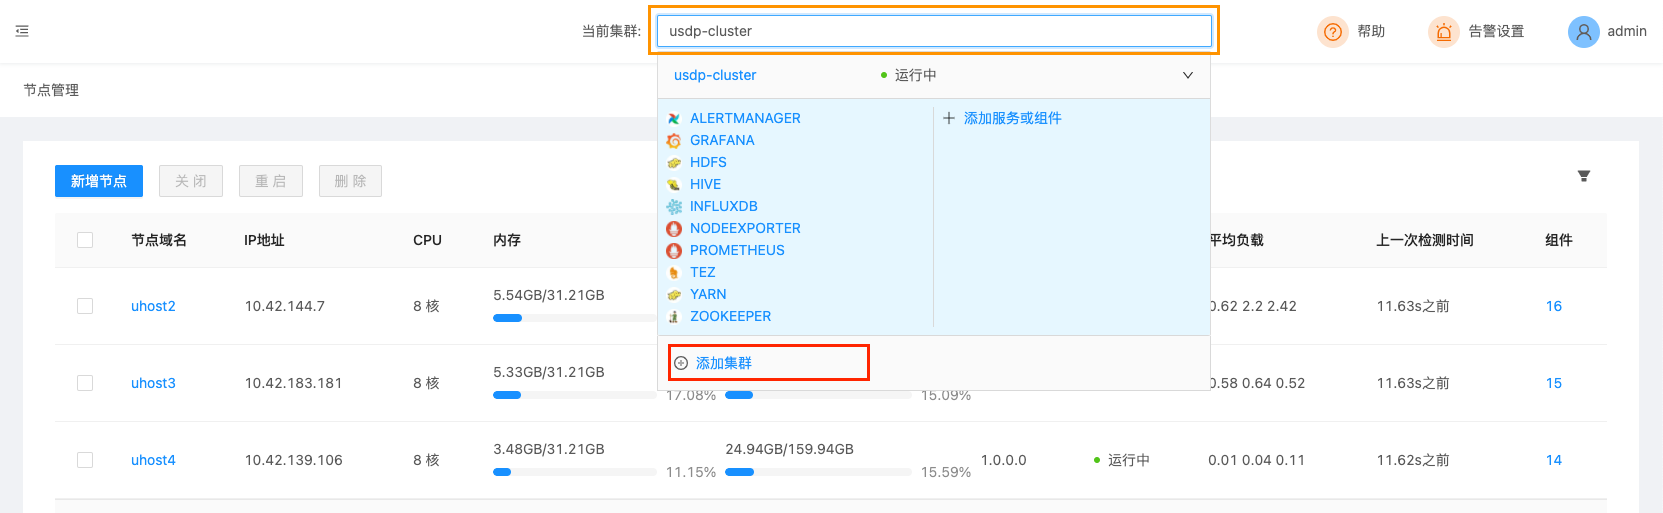 当前集群: usdp-cluster 帮助 告警设置 admin
usdp-cluster 运行中
节点管理
ALERTMANAGER 添加服务或组件
GRAFANA
HDFS
HIVE
INFLUXDB
NODEEXPORTER
PROMETHEUS
TEZ
YARN
ZOOKEEPER
添加集群
新增节点 关闭 重启 删除
节点域名 IP地址 CPU 内存 平均负载 上一次检测时间 组件
uhost2 10.42.144.7 8 核 5.54GB/31.21GB 0.62 2.2 2.42 11.63s之前 16
uhost3 10.42.183.181 8 核 5.33GB/31.21GB 17.08% 15.09% 0.58 0.64 0.52 11.63s之前 15
uhost4 10.42.139.106 8 核 3.48GB/31.21GB 11.15% 24.94GB/159.94GB 15.59% 1.0.0.0 运行中 0.01 0.04 0.11 11.62s之前 14